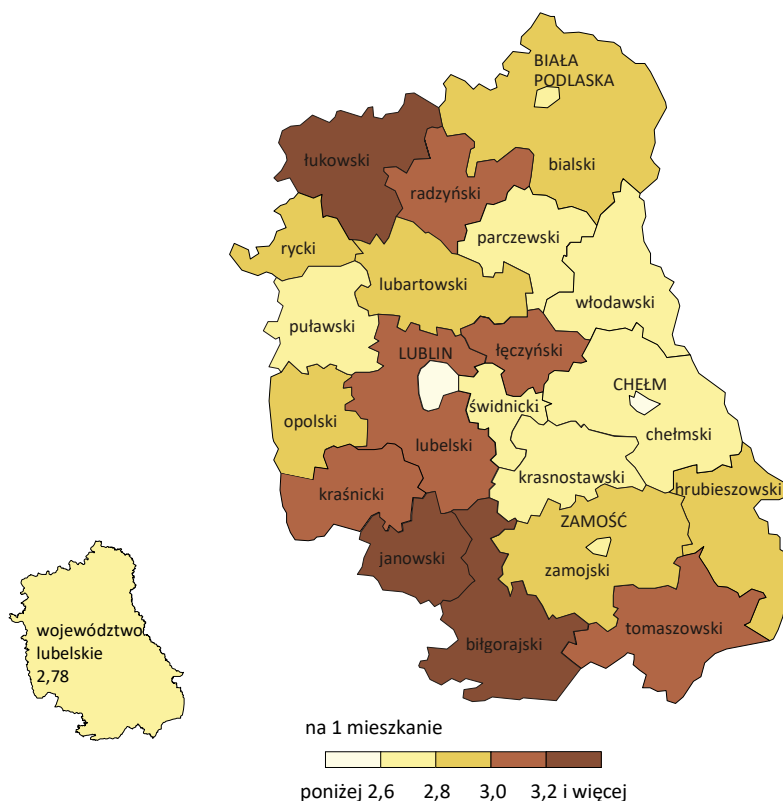 BIAŁA
PODLASKA
łukowski
bialski
radzyński
parczewski
rycki
lubartowski
włodawski
puławski
LUBLIN
łęczyński
CHEŁM
świdnicki
opolski
chełmski
lubelski
krasnostawski
hrubieszowski
kraśnicki
ZAMOŚĆ
janowski
zamojski
tomaszowski
biłgorajski
województwo
lubelskie
2,78
na 1 mieszkanie
poniżej 2,6 2,8 3,0 3,2 i więcej